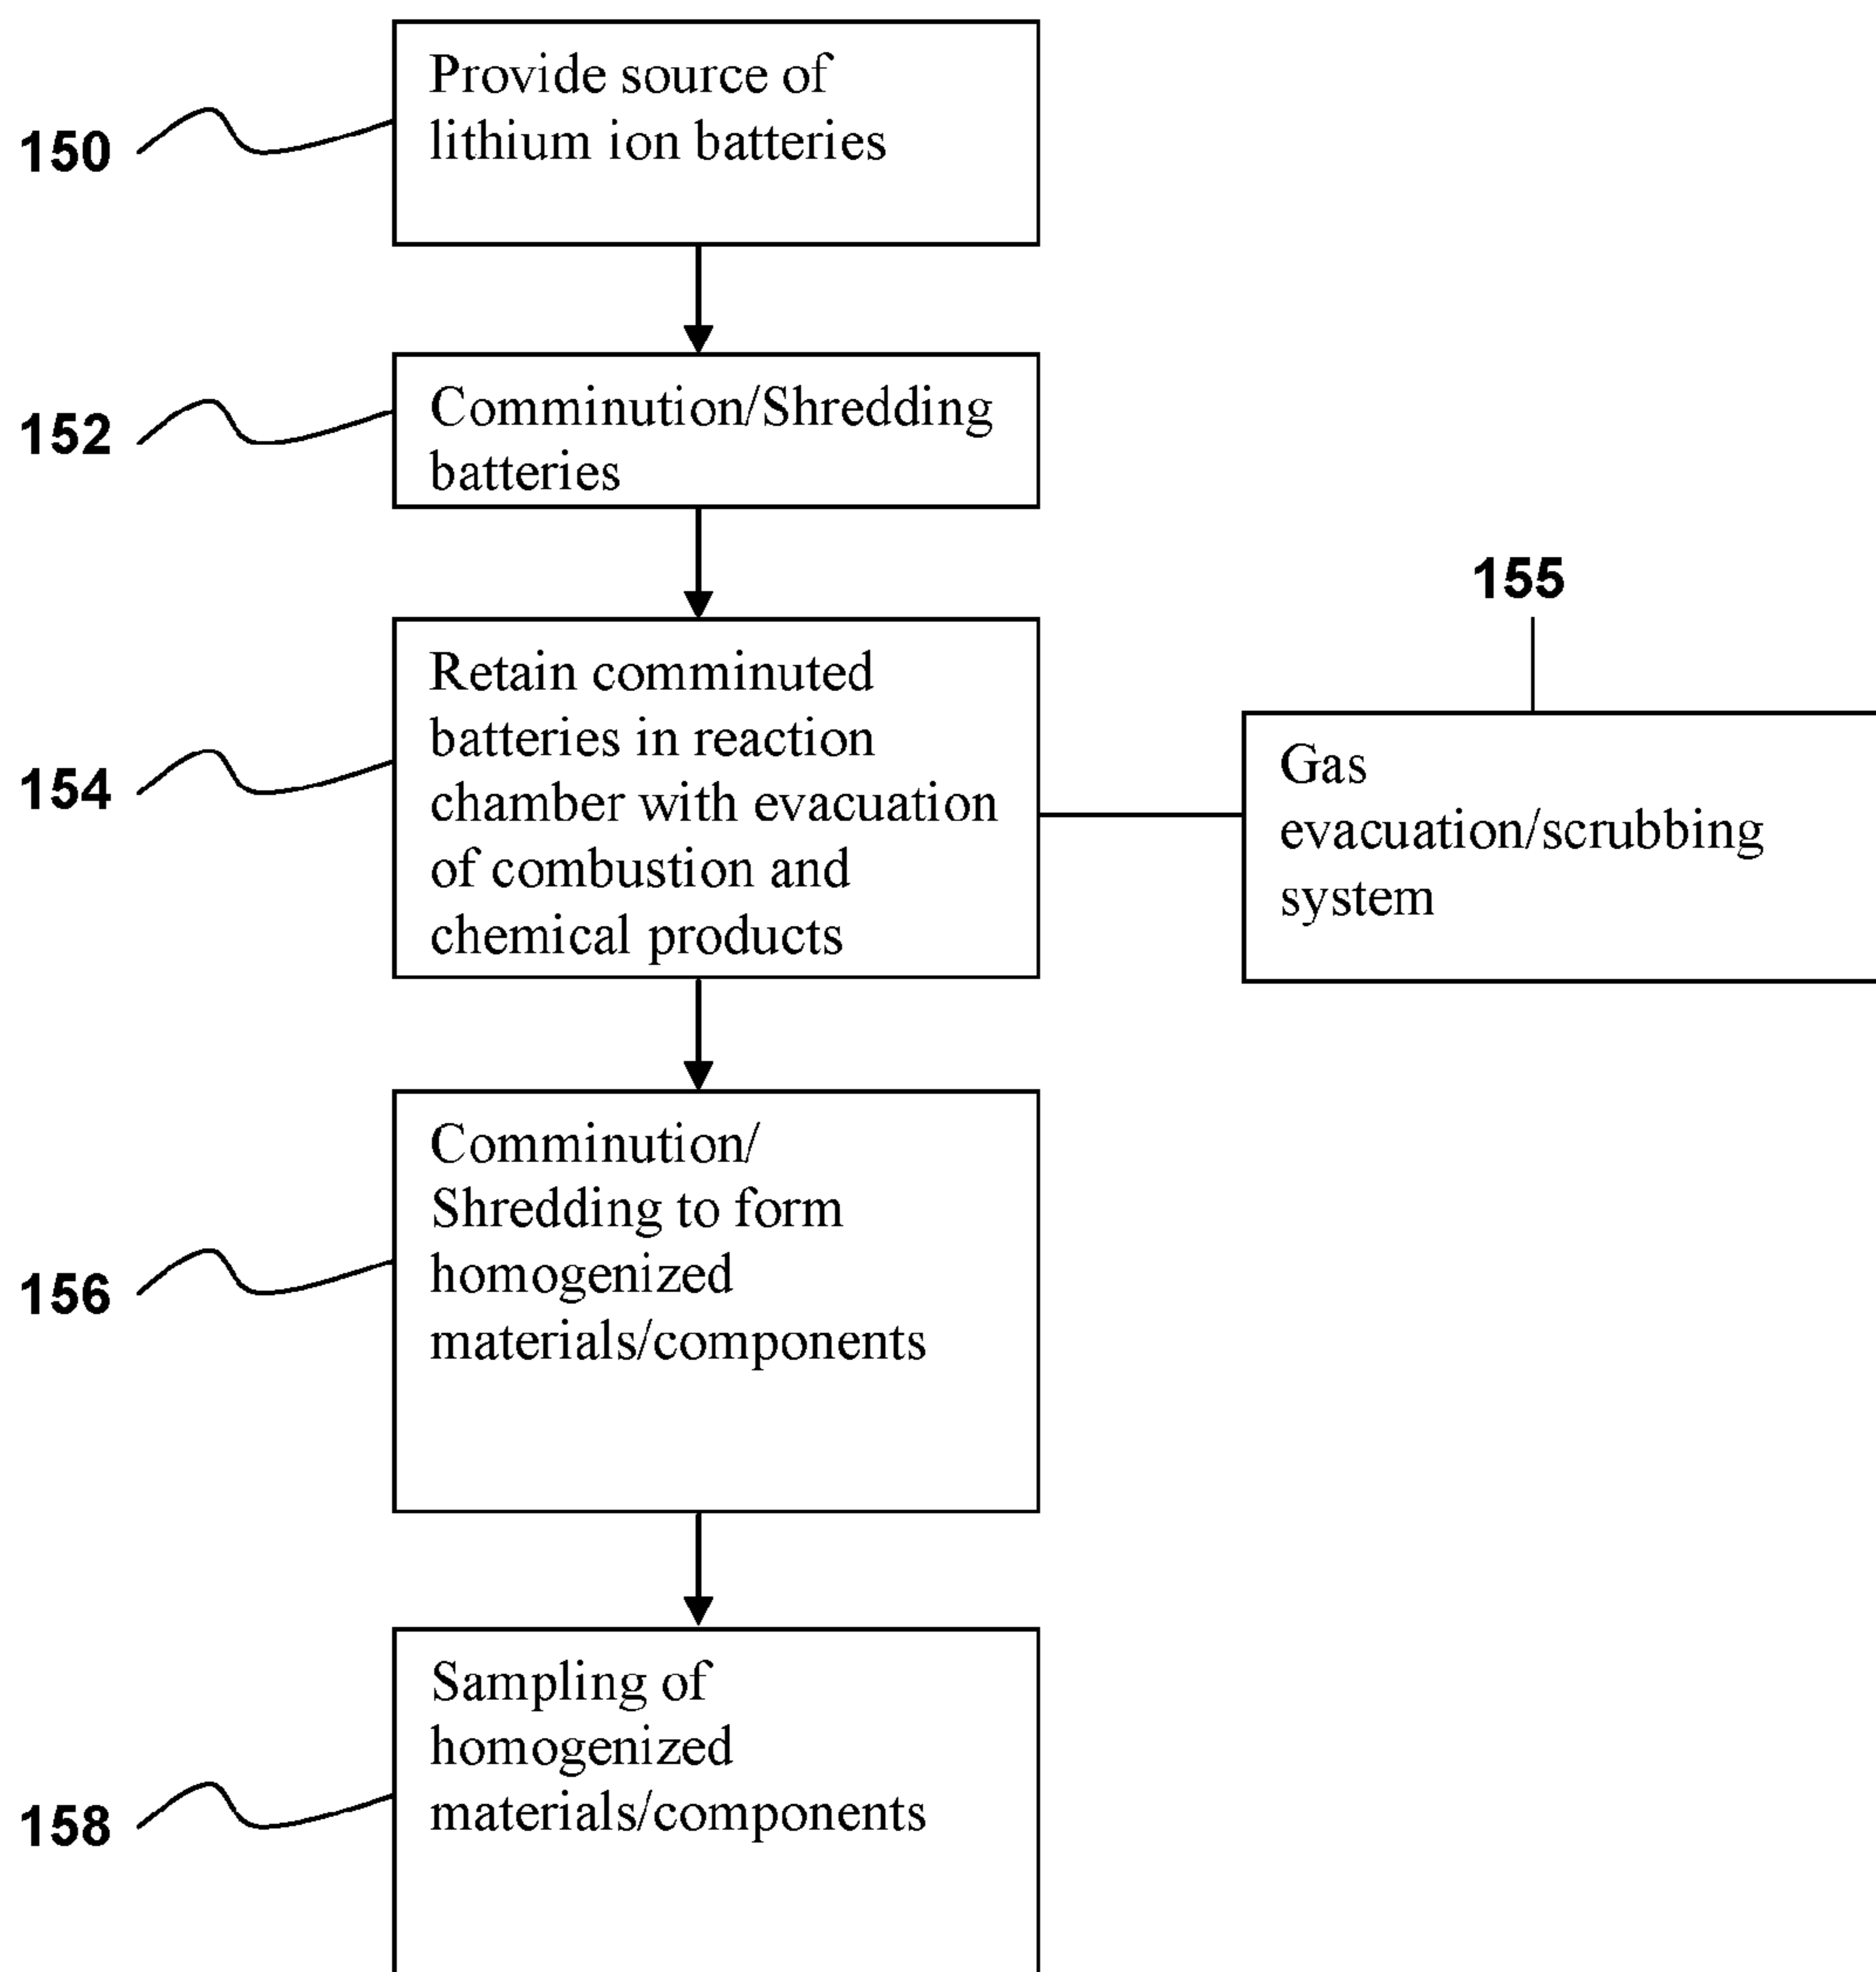 150
Provide source of
lithium ion batteries
152
Comminution/Shredding
batteries
154
Retain comminuted
batteries in reaction
chamber with evacuation
of combustion and
chemical products
155
Gas
evacuation/scrubbing
system
156
Comminution/
Shredding to form
homogenized
materials/components
158
Sampling of
homogenized
materials/components